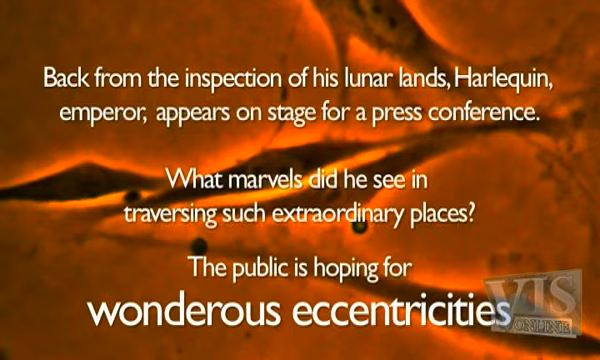 Back from the inspection of his lunar lands, Harlequin,
emperor, appears on stage for a press conference.
What marvels did he see in
traversing such extraordinary places?
The public is hoping for
wonderous eccentricities
VIS
ONLINE